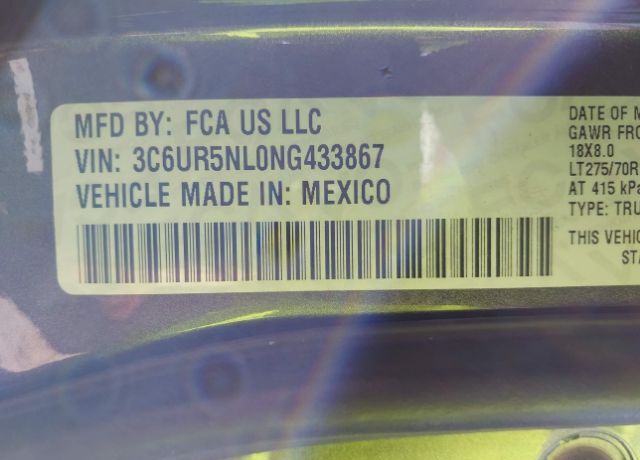 MFD BY: FCA US LLC
VIN: 3C6UR5NL0NG433867
VEHICLE MADE IN: MEXICO
DATE OF M
GAWR FRO
18X8.0
LT275/70R
AT 415 kPa
TYPE: TRU
THIS VEHIC
STA